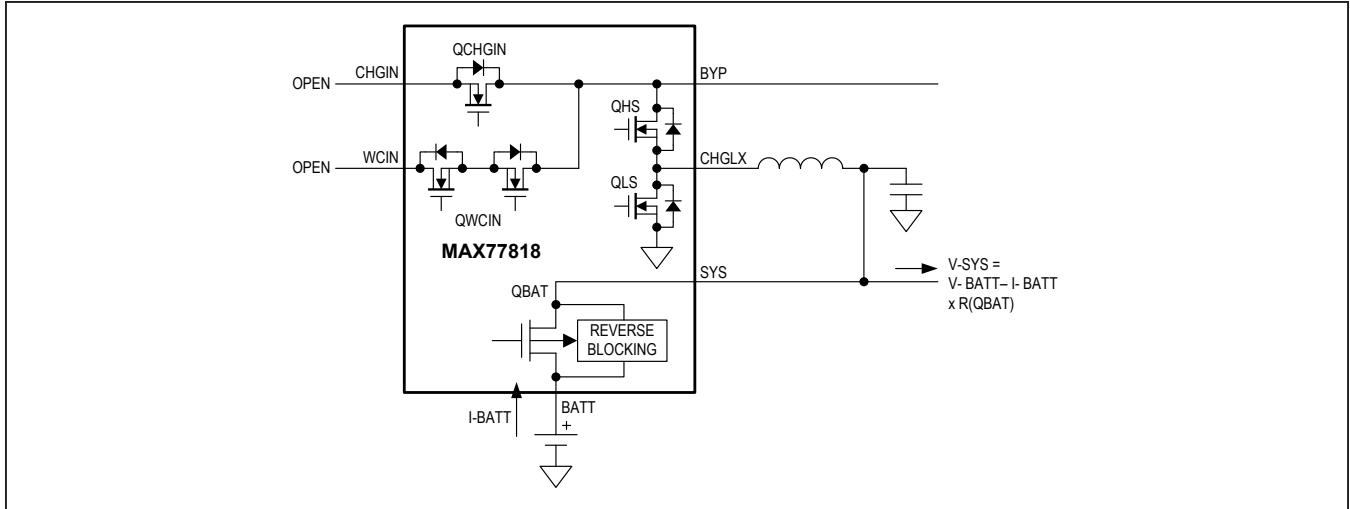 QCHGIN
OPEN
CHGIN
BYP
QHS
OPEN
WCIN
CHGLX
QLS
QWCIN
MAX77818
SYS
V-SYS =
V- BATT– I- BATT
x R(QBAT)
QBAT
REVERSE
BLOCKING
I-BATT
BATT
+